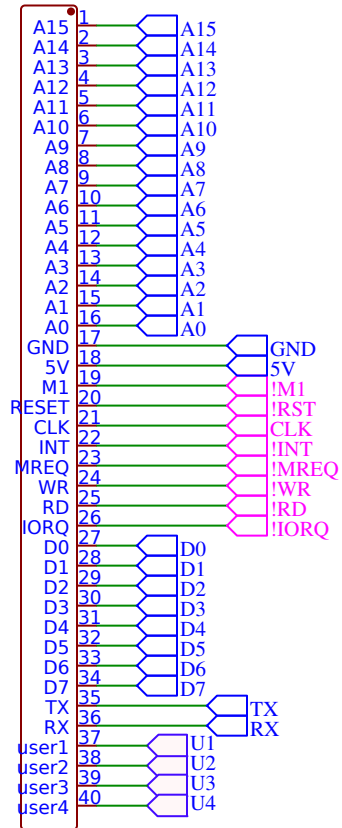 A15 1 A15
A14 2 A14
A13 3 A13
A12 4 A12
A11 5 A11
A10 6 A10
A9 7 A9
A8 8 A8
A7 9 A7
A6 10 A6
A5 11 A5
A4 12 A4
A3 13 A3
A2 14 A2
A1 15 A1
A0 16 A0
GND 17 GND
5V 18 5V
M1 19 !M1
RESET 20 !RST
CLK 21 CLK
INT 22 !INT
MREQ 23 !MREQ
WR 24 !WR
RD 25 !RD
IORQ 26 !IORQ
D0 27 D0
D1 28 D1
D2 29 D2
D3 30 D3
D4 31 D4
D5 32 D5
D6 33 D6
D7 34 D7
TX 35 TX
RX 36 RX
user1 37 U1
user2 38 U2
user3 39 U3
user4 40 U4